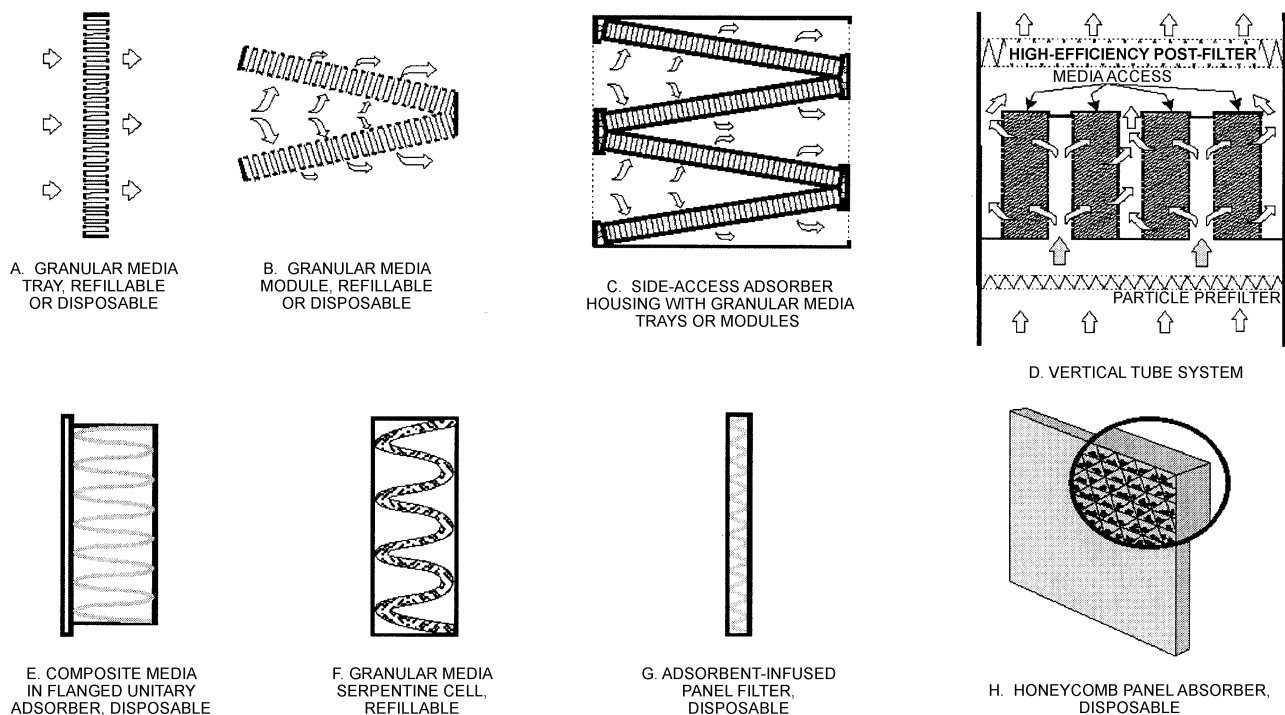 A. GRANULAR MEDIA
TRAY, REFILLABLE
OR DISPOSABLE
B. GRANULAR MEDIA
MODULE, REFILLABLE
OR DISPOSABLE
C. SIDE-ACCESS ADSORBER
HOUSING WITH GRANULAR MEDIA
TRAYS OR MODULES
HIGH-EFFICIENCY POST-FILTER
MEDIA ACCESS
PARTICLE PREFILTER
D. VERTICAL TUBE SYSTEM
E. COMPOSITE MEDIA
IN FLANGED UNITARY
ADSORBER, DISPOSABLE
F. GRANULAR MEDIA
SERPENTINE CELL,
REFILLABLE
G. ADSORBENT-INFUSED
PANEL FILTER,
DISPOSABLE
H. HONEYCOMB PANEL ABSORBER,
DISPOSABLE